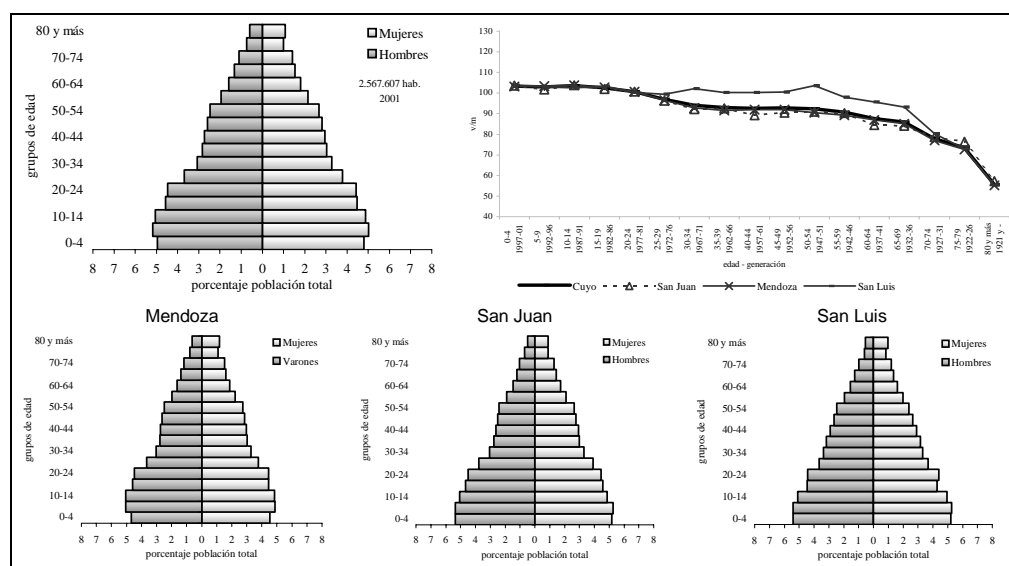 80 y más
70-74
60-64
50-54
40-44
30-34
20-24
10-14
0-4
grupos de edad
Mujeres
Hombres
2.567.607 hab.
2001
8 7 6 5 4 3 2 1 0 1 2 3 4 5 6 7 8
porcentaje población total
130
120
110
100
90
80
70
60
50
40
v/m
0-4 1997-01
5-9 1992-96
10-14 1987-91
15-19 1982-86
20-24 1977-81
25-29 1972-76
30-34 1967-71
35-39 1962-66
40-44 1957-61
45-49 1952-56
50-54 1947-51
55-59 1942-46
60-64 1937-41
65-69 1932-36
70-74 1927-31
75-79 1922-26
80 y más 1921 y -
edad - generación
Cuyo San Juan Mendoza San Luis
Mendoza
80 y más
70-74
60-64
50-54
40-44
30-34
20-24
10-14
0-4
grupos de edad
Mujeres
Varones
8 7 6 5 4 3 2 1 0 1 2 3 4 5 6 7 8
porcentaje población total
San Juan
80 y más
70-74
60-64
50-54
40-44
30-34
20-24
10-14
0-4
grupos de edad
Mujeres
Hombres
8 7 6 5 4 3 2 1 0 1 2 3 4 5 6 7 8
porcentaje población total
San Luis
80 y más
70-74
60-64
50-54
40-44
30-34
20-24
10-14
0-4
grupos de edad
Mujeres
Hombres
8 7 6 5 4 3 2 1 0 1 2 3 4 5 6 7 8
porcentaje población total